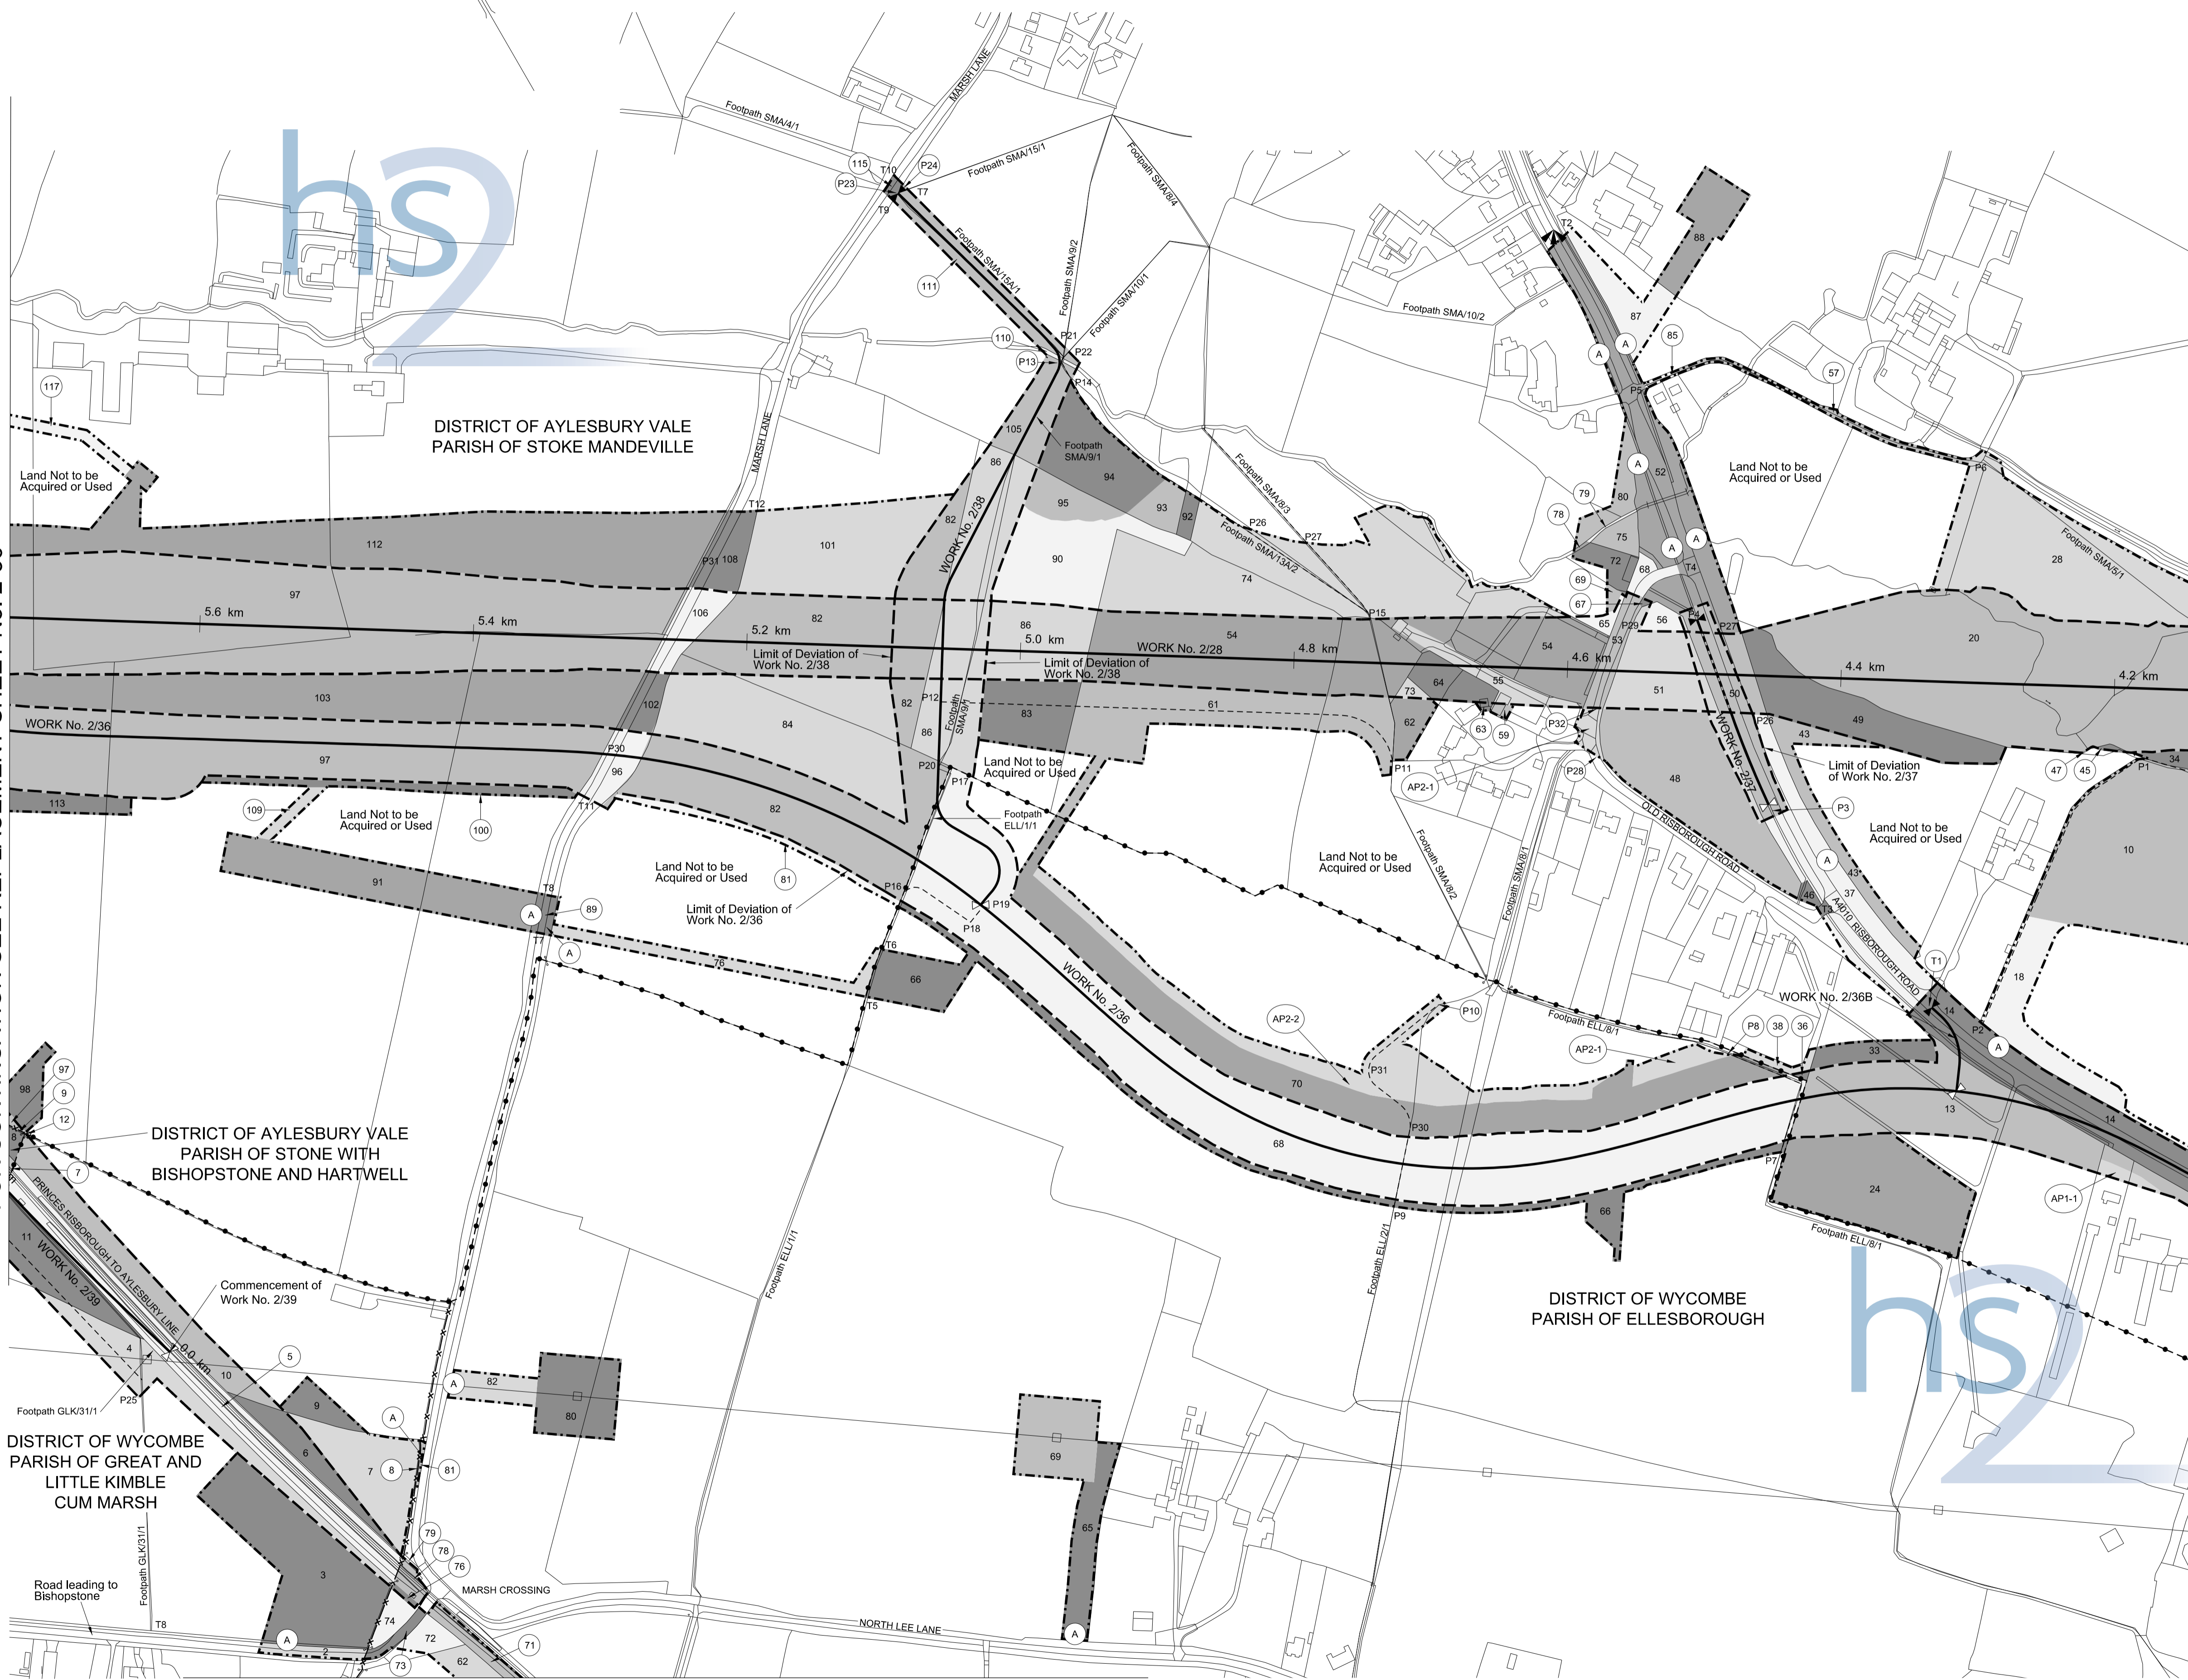 hs2
MARSH LANE
Footpath SMA/4/1
115
T10
P24
P23
T7
T9
Footpath SMA/15/1
Footpath SMA/8/4
Footpath SMA/15A/1
111
Footpath SMA/9/2
Footpath SMA/10/1
Footpath SMA/10/2
T2
88
87
A
A
85
57
P5
P6
110
P21
P13
P22
P14
117
Land Not to be
Acquired or Used
DISTRICT OF AYLESBURY VALE
PARISH OF STOKE MANDEVILLE
MARSH LANE
105
Footpath
SMA/9/1
86
94
95
93
92
Footpath SMA/8/3
P26
P27
Footpath SMA/13A/2
A
52
80
79
78
75
72
A
A
Land Not to be
Acquired or Used
28
Footpath SMA/5/1
T12
112
P31
108
101
82
WORK No. 2/38
90
74
69
68
T4
67
97
106
5.6 km
5.4 km
5.2 km
82
86
5.0 km
54
WORK No. 2/28
4.8 km
P15
65
P29
53
56
P4
P27
20
54
4.6 km
4.4 km
4.2 km
Limit of Deviation of
Work No. 2/38
Limit of Deviation of
Work No. 2/38
103
WORK No. 2/36
102
84
82
P12
86
Footpath
SMA/9/1
83
61
73
64
55
62
63
59
P32
51
50
P26
49
43
WORK No. 2/37
Limit of Deviation
of Work No. 2/37
47
45
P1
34
P30
96
97
P20
P17
Land Not to be
Acquired or Used
P11
AP2-1
P28
48
P3
113
109
Land Not to be
Acquired or Used
100
T11
82
Footpath
ELL/1/1
OLD RISBOROUGH ROAD
Land Not to be
Acquired or Used
10
91
T8
A
89
T7
A
Land Not to be
Acquired or Used
81
Limit of Deviation of
Work No. 2/36
P16
P19
P18
Land Not to be
Acquired or Used
Footpath SMA/8/2
Footpath SMA/8/1
A
43
37
46
T3
A4010 RISBOROUGH ROAD
76
T6
66
T5
WORK No. 2/36
T1
18
WORK No. 2/36B
14
P2
A
AP2-2
P10
Footpath ELL/8/1
AP2-1
P8
38
36
33
P31
70
P30
68
13
14
98
97
9
12
8
7
DISTRICT OF AYLESBURY VALE
PARISH OF STONE WITH
BISHOPSTONE AND HARTWELL
P7
24
AP1-1
P9
66
Footpath ELL/8/1
PRINCES RISBOROUGH TO AYLESBURY LINE
11
WORK No. 2/39
Commencement of
Work No. 2/39
Footpath ELL/1/1
Footpath ELL/2/1
hs2
DISTRICT OF WYCOMBE
PARISH OF ELLESBOROUGH
4
0.0 km
5
10
P25
Footpath GLK/31/1
9
A
82
80
A
69
DISTRICT OF WYCOMBE
PARISH OF GREAT AND
LITTLE KIMBLE
CUM MARSH
6
7
8
81
65
Footpath GLK/31/1
3
79
78
76
Road leading to
Bishopstone
MARSH CROSSING
T8
A
2
74
72
73
62
71
NORTH LEE LANE
A